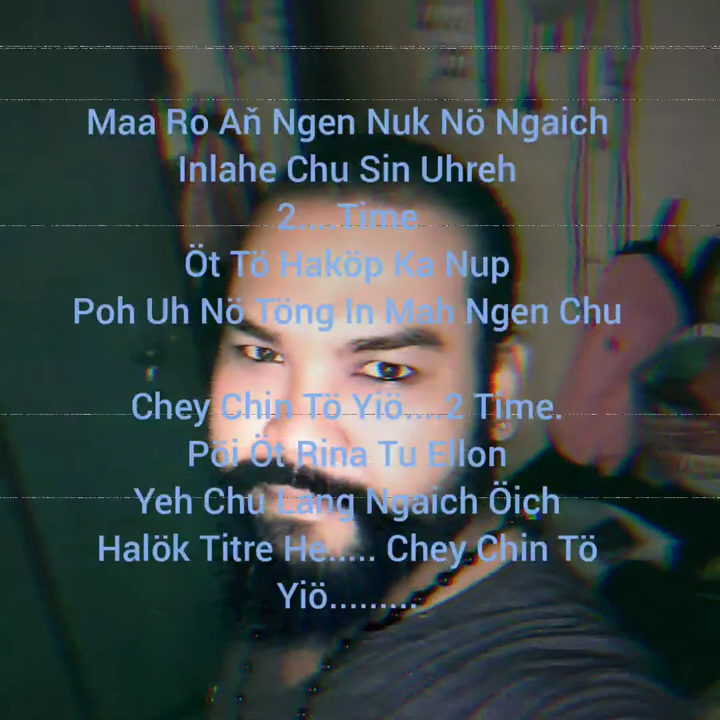 Maa Ro Aň Ngen Nuk Nö Ngaich
Inlahe Chu Sin Uhreh
2....Time
Öt Tö Haköp Ka Nup
Poh Uh Nö Töng In Mah Ngen Chu
Chey Chin Tö Yiö....2 Time.
Pöi Öt Rina Tu Ellon
Yeh Chu Läng Ngaich Öich
Halök Titre He..... Chey Chin Tö
Yiö.........